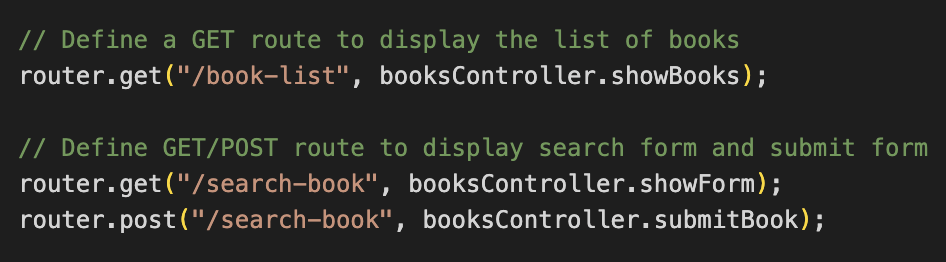 // Define a GET route to display the list of books
router.get("/book-list", booksController.showBooks);
// Define GET/POST route to display search form and submit form
router.get("/search-book", booksController.showForm);
router.post("/search-book", booksController.submitBook);